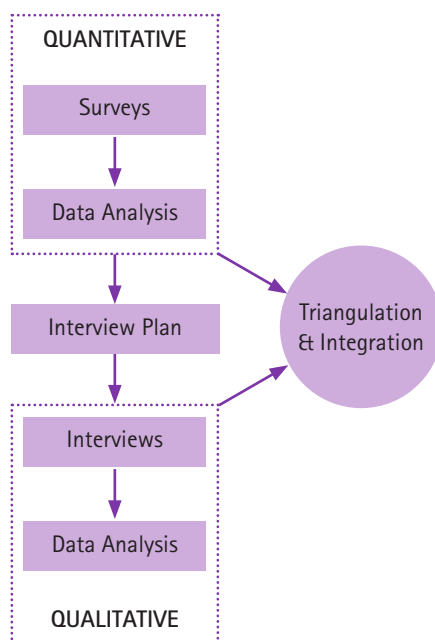 QUANTITATIVE
Surveys
Data Analysis
Interview Plan
Triangulation
& Integration
Interviews
Data Analysis
QUALITATIVE